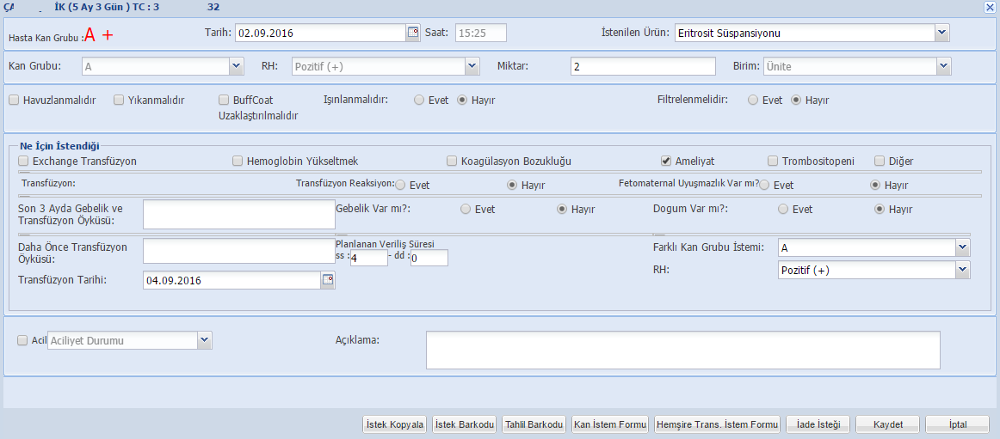 ÇA İK (5 Ay 3 Gün ) TC : 3 32
Hasta Kan Grubu : A + Tarih: 02.09.2016 Saat: 15:25 İstenilen Ürün: Eritrosit Süspansiyonu
Kan Grubu: A RH: Pozitif (+) Miktar: 2 Birim: Ünite
Havuzlanmalıdır Yıkanmalıdır BuffCoat Işınlanmalıdır: Evet Hayır Filtrelenmelidir: Evet Hayır
Uzaklaştırılmalıdır
Ne İçin İstendiği
Exchange Transfüzyon Hemoglobin Yükseltmek Koagülasyon Bozukluğu Ameliyat Trombositopeni Diğer
Transfüzyon: Transfüzyon Reaksiyon: Evet Hayır Fetomaternal Uyuşmazlık Var mı? Evet Hayır
Son 3 Ayda Gebelik ve Gebelik Var mı?: Evet Hayır Dogum Var mı?: Evet Hayır
Transfüzyon Öyküsü:
Daha Önce Transfüzyon Planlanan Veriliş Süresi Farklı Kan Grubu İstemi: A
Öyküsü: ss : 4 - dd : 0
RH: Pozitif (+)
Transfüzyon Tarihi: 04.09.2016
Acil Aciliyet Durumu Açıklama:
İstek Kopyala İstek Barkodu Tahlil Barkodu Kan İstem Formu Hemşire Trans. İstem Formu İade İsteği Kaydet İptal